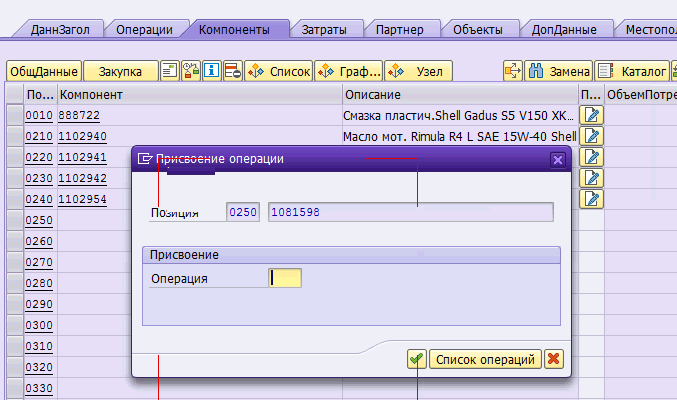 ДаннЗагол Операции Компоненты Затраты Партнер Объекты ДопДанные Местопол
ОбщДанные Закупка Список Граф... Узел Замена Каталог
По... Компонент Описание П... ОбъемПотре
0010 888722 Смазка пластич.Shell Gadus S5 V150 XK...
0210 1102940 Масло мот. Rimula R4 L SAE 15W-40 Shell
0220 1102941
0230 1102942
0240 1102954
0250
0260
0270
0280
0290
0300
0310
0320
0330
Присвоение операции
Позиция 0250 1081598
Присвоение
Операция
Список операций